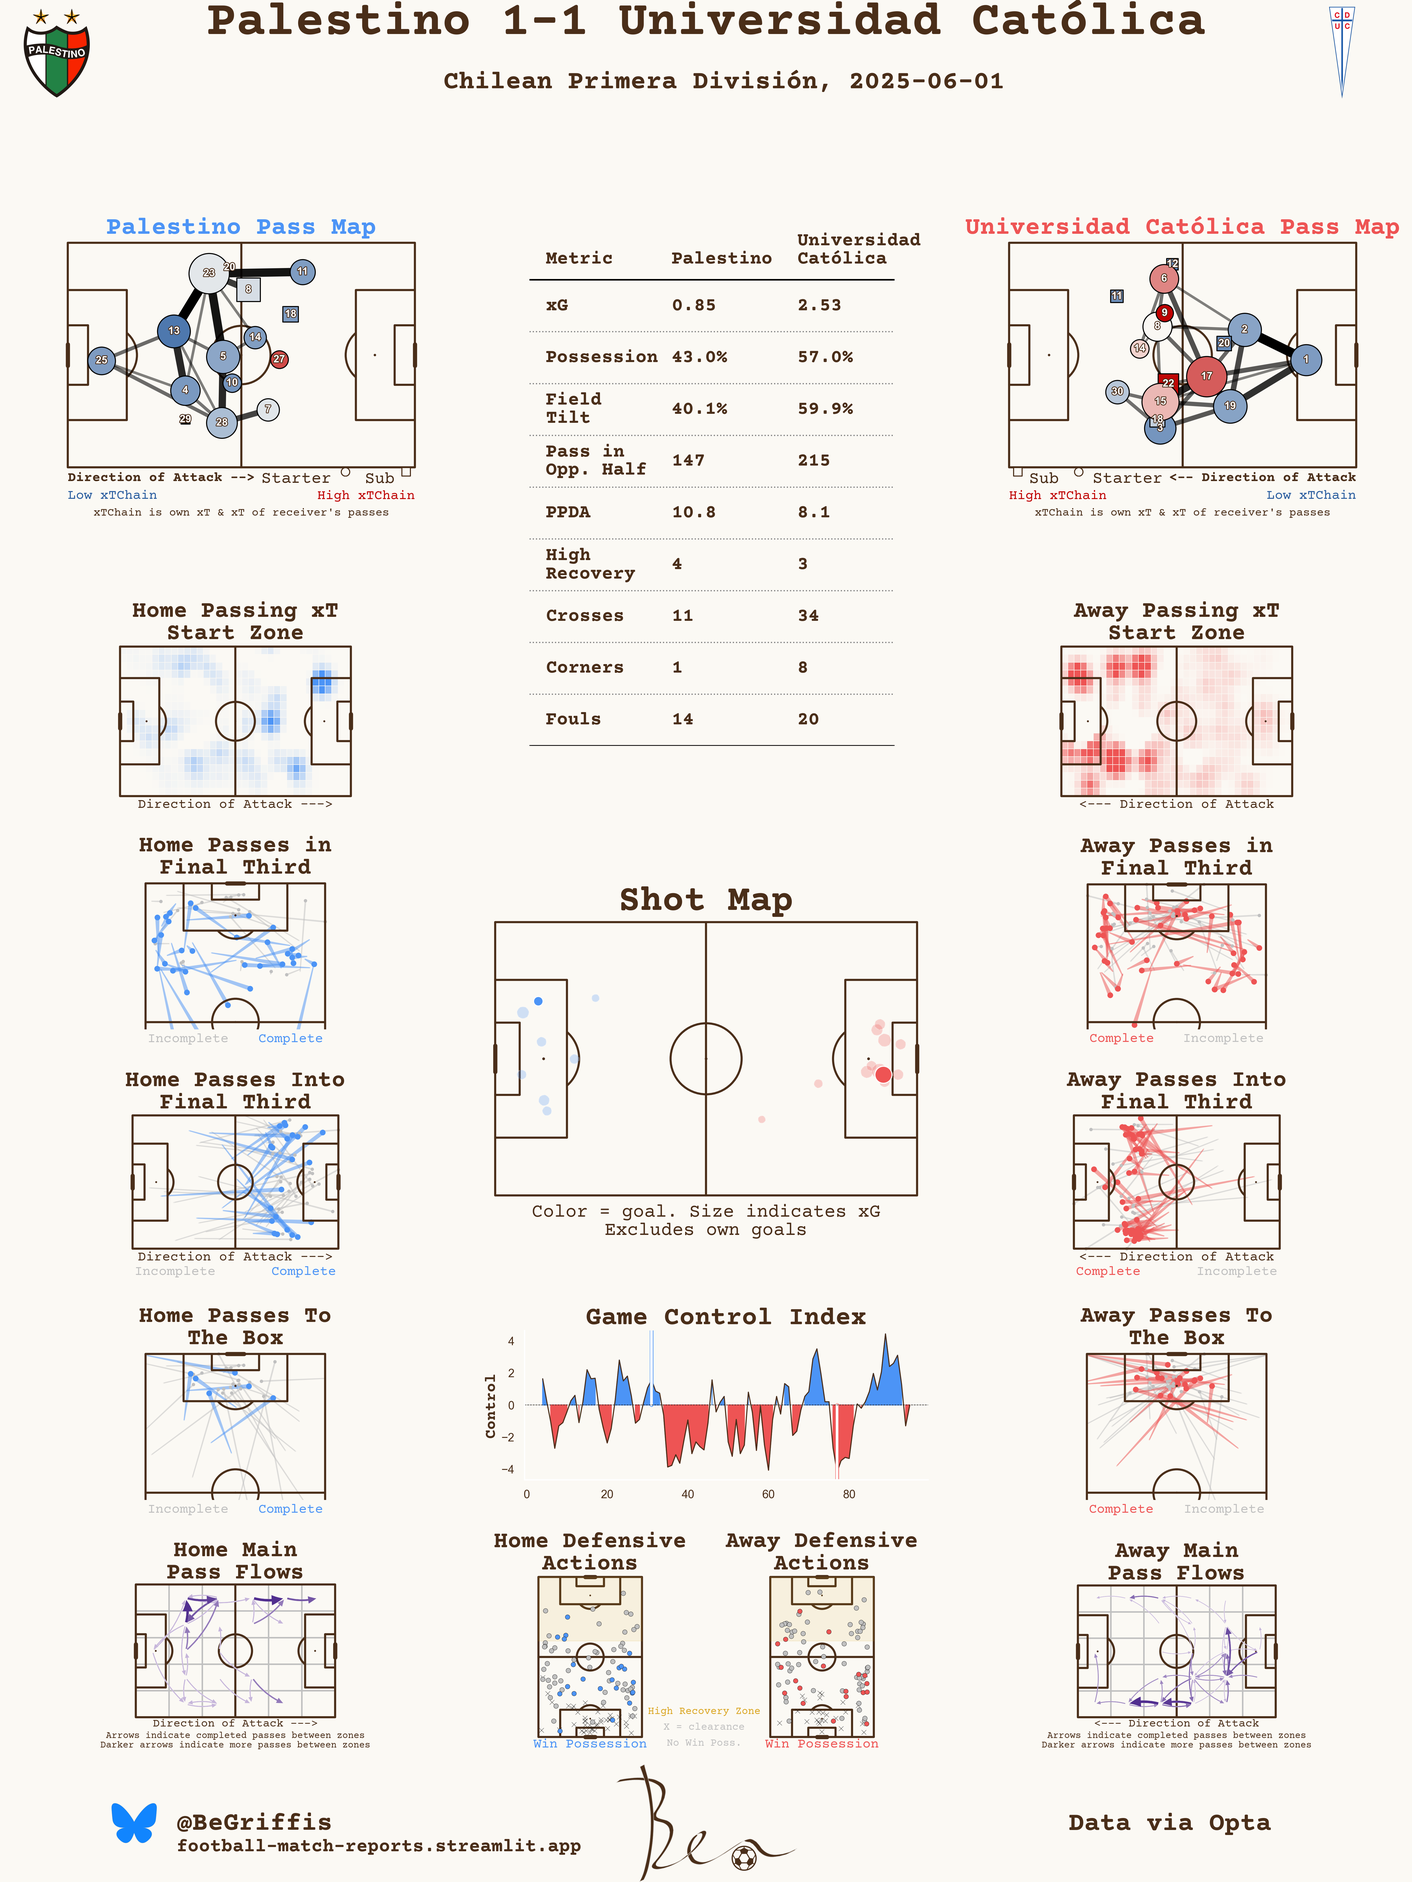 Palestino 1-1 Universidad Católica
Chilean Primera División, 2025-06-01
PALESTINO
C D
U C
Palestino Pass Map
23
20
11
8
18
13
14
25
5
27
10
4
7
29
28
Direction of Attack --> Starter Sub
Low xTChain High xTChain
xTChain is own xT & xT of receiver's passes
Metric Palestino Universidad Católica
xG 0.85 2.53
Possession 43.0% 57.0%
Field Tilt 40.1% 59.9%
Pass in Opp. Half 147 215
PPDA 10.8 8.1
High Recovery 4 3
Crosses 11 34
Corners 1 8
Fouls 14 20
Universidad Católica Pass Map
12
6
11
9
8
2
14
20
1
17
22
30
15
19
18
3
Sub Starter <-- Direction of Attack
High xTChain Low xTChain
xTChain is own xT & xT of receiver's passes
Home Passing xT
Start Zone
Direction of Attack --->
Away Passing xT
Start Zone
<--- Direction of Attack
Home Passes in
Final Third
Incomplete Complete
Away Passes in
Final Third
Complete Incomplete
Shot Map
Color = goal. Size indicates xG
Excludes own goals
Home Passes Into
Final Third
Direction of Attack --->
Incomplete Complete
Away Passes Into
Final Third
<--- Direction of Attack
Complete Incomplete
Home Passes To
The Box
Incomplete Complete
Game Control Index
Control
4
2
0
−2
−4
0 20 40 60 80
Away Passes To
The Box
Complete Incomplete
Home Main
Pass Flows
Direction of Attack --->
Arrows indicate completed passes between zones
Darker arrows indicate more passes between zones
Home Defensive
Actions
Win Possession
High Recovery Zone
X = clearance
No Win Poss.
Away Defensive
Actions
Win Possession
Away Main
Pass Flows
<--- Direction of Attack
Arrows indicate completed passes between zones
Darker arrows indicate more passes between zones
@BeGriffis
football-match-reports.streamlit.app
Ben
Data via Opta